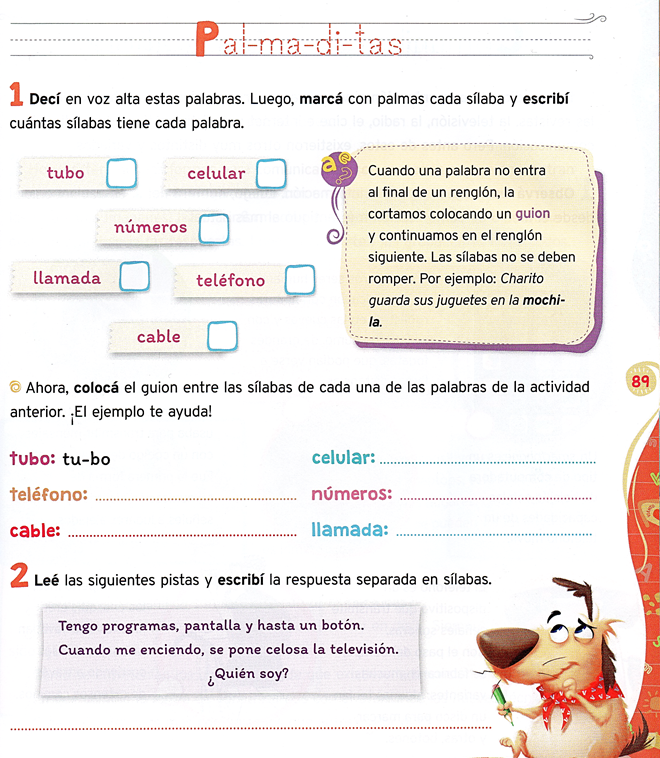 Pal-ma-di-tas
1 Decí en voz alta estas palabras. Luego, marcá con palmas cada sílaba y escribí
cuántas sílabas tiene cada palabra.
tubo
celular
números
llamada
teléfono
cable
a e ?
Cuando una palabra no entra
al final de un renglón, la
cortamos colocando un guion
y continuamos en el renglón
siguiente. Las sílabas no se deben
romper. Por ejemplo: Charito
guarda sus juguetes en la mochi-
la.
Ahora, colocá el guion entre las sílabas de cada una de las palabras de la actividad
anterior. ¡El ejemplo te ayuda!
89
tubo: tu-bo
celular:
teléfono:
números:
cable:
llamada:
2 Leé las siguientes pistas y escribí la respuesta separada en sílabas.
Tengo programas, pantalla y hasta un botón.
Cuando me enciendo, se pone celosa la televisión.
¿Quién soy?